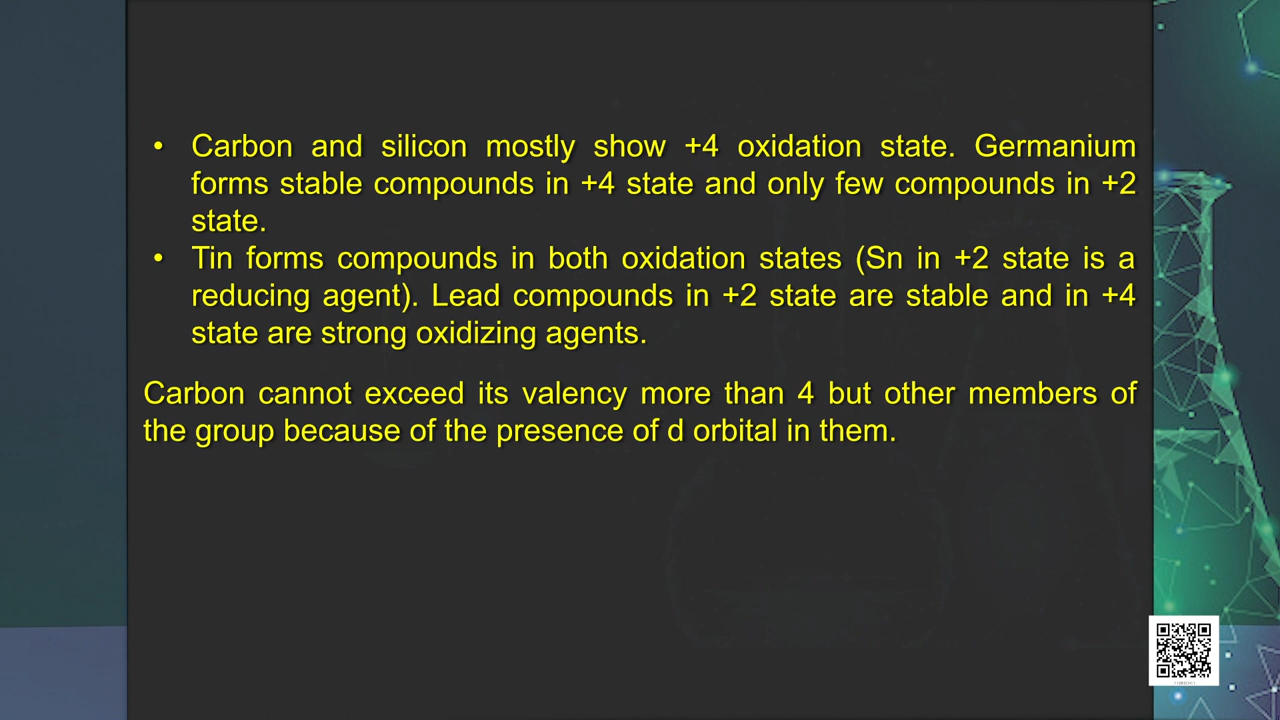 • Carbon and silicon mostly show +4 oxidation state. Germanium
forms stable compounds in +4 state and only few compounds in +2
state.
• Tin forms compounds in both oxidation states (Sn in +2 state is a
reducing agent). Lead compounds in +2 state are stable and in +4
state are strong oxidizing agents.
Carbon cannot exceed its valency more than 4 but other members of
the group because of the presence of d orbital in them.